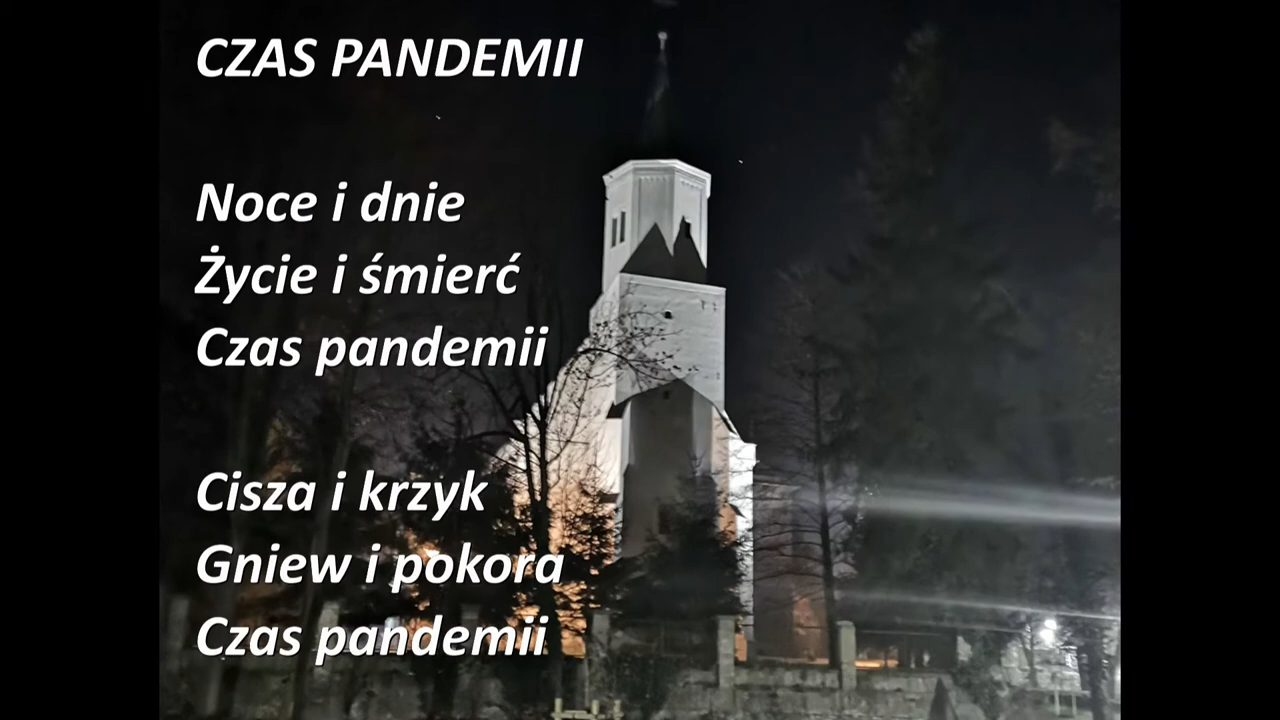 CZAS PANDEMII
Noce i dnie
Życie i śmierć
Czas pandemii
Cisza i krzyk
Gniew i pokora
Czas pandemii